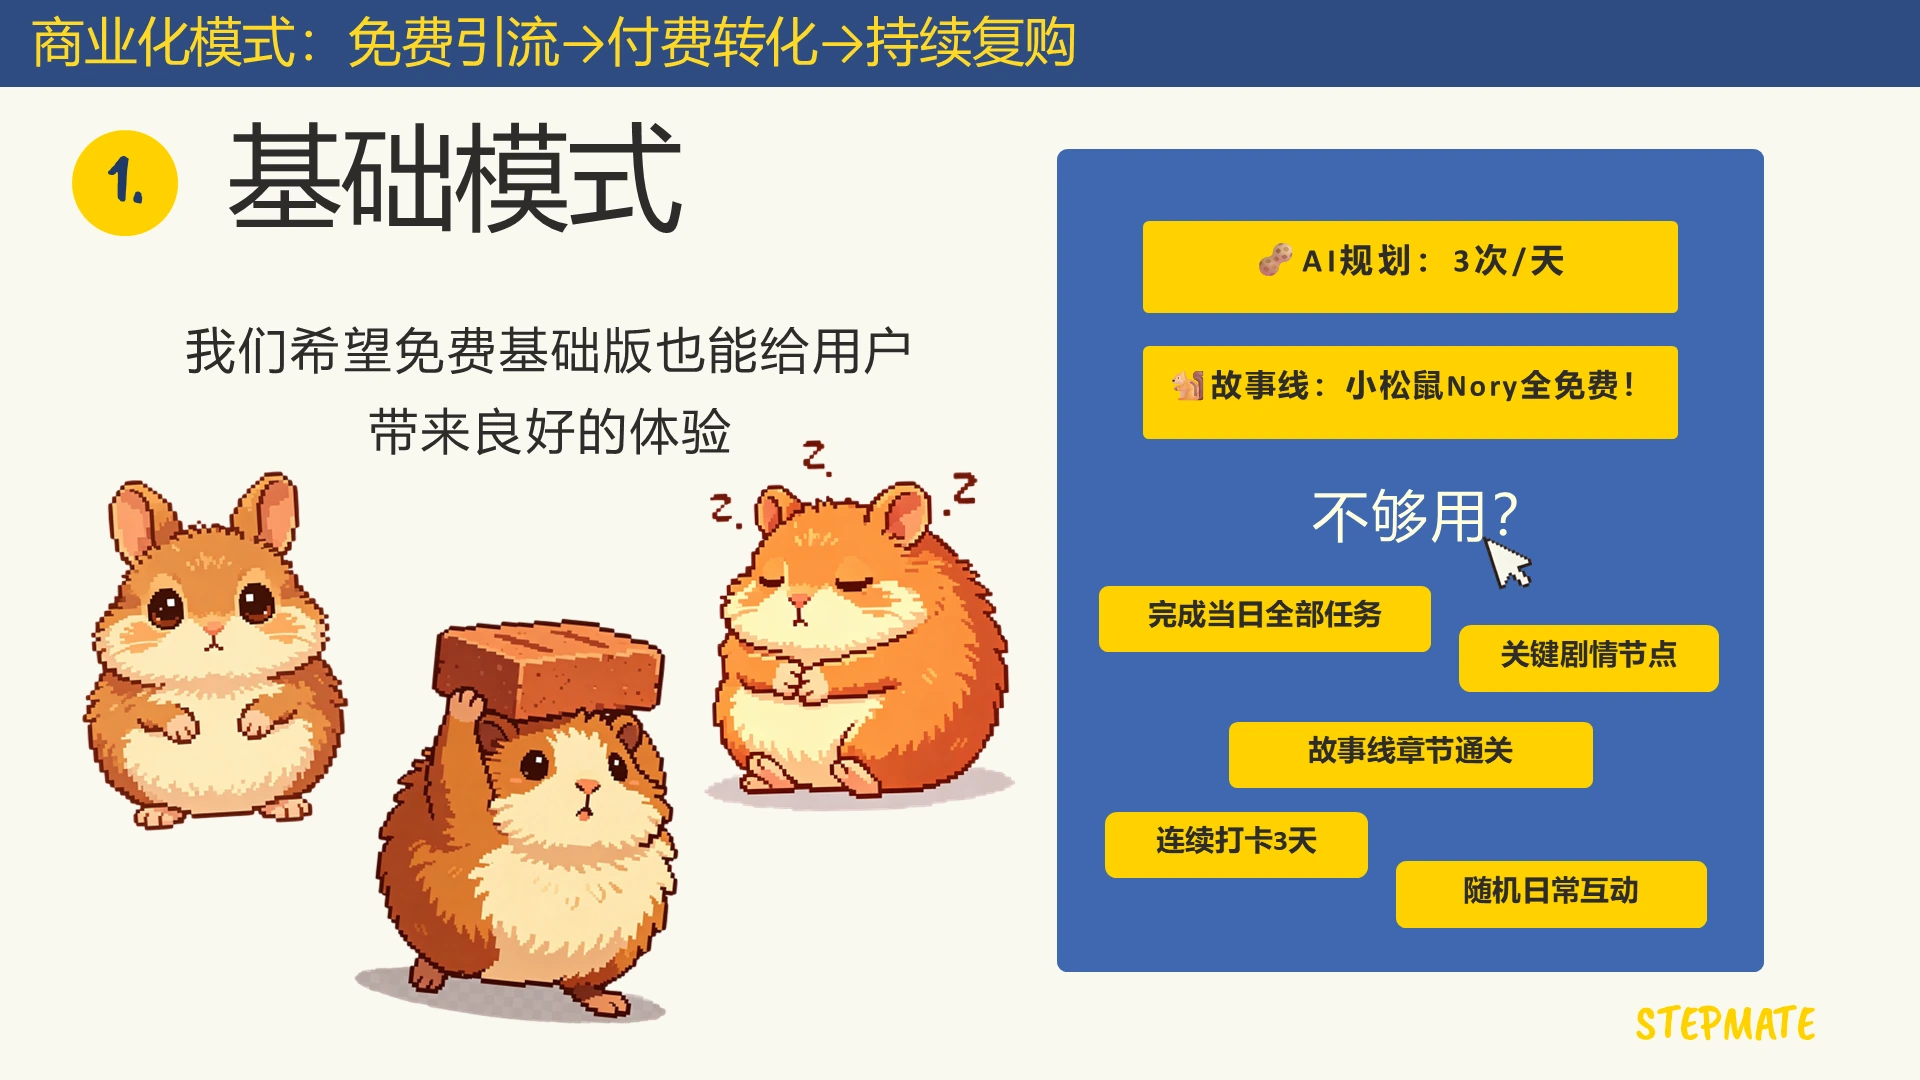 商业化模式：免费引流→付费转化→持续复购
1.
基础模式
我们希望免费基础版也能给用户
带来良好的体验
z.
z.
.z
🥜AI规划：3次/天
🐿️故事线：小松鼠Nory全免费！
不够用？
完成当日全部任务
关键剧情节点
故事线章节通关
连续打卡3天
随机日常互动
STEPMATE